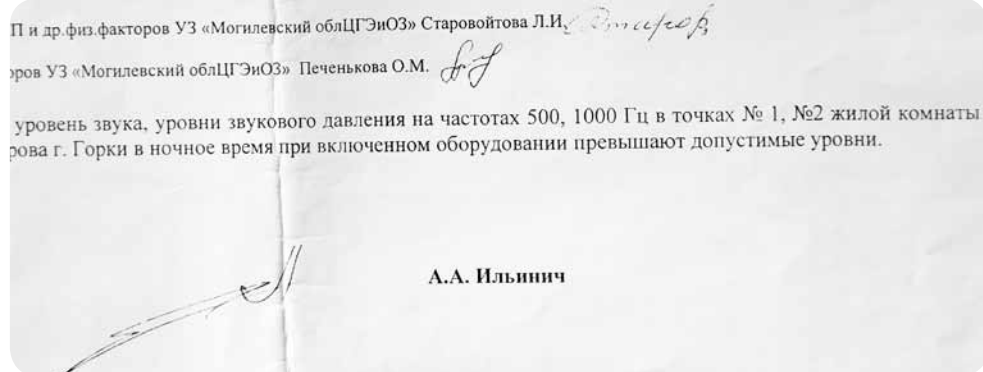 П и др.физ.факторов УЗ «Могилевский облЦГЭиОЗ» Старовойтова Л.И.
оров УЗ «Могилевский облЦГЭиОЗ» Печенькова О.М.
уровень звука, уровни звукового давления на частотах 500, 1000 Гц в точках № 1, №2 жилой комнаты
рова г. Горки в ночное время при включенном оборудовании превышают допустимые уровни.
А.А. Ильинич